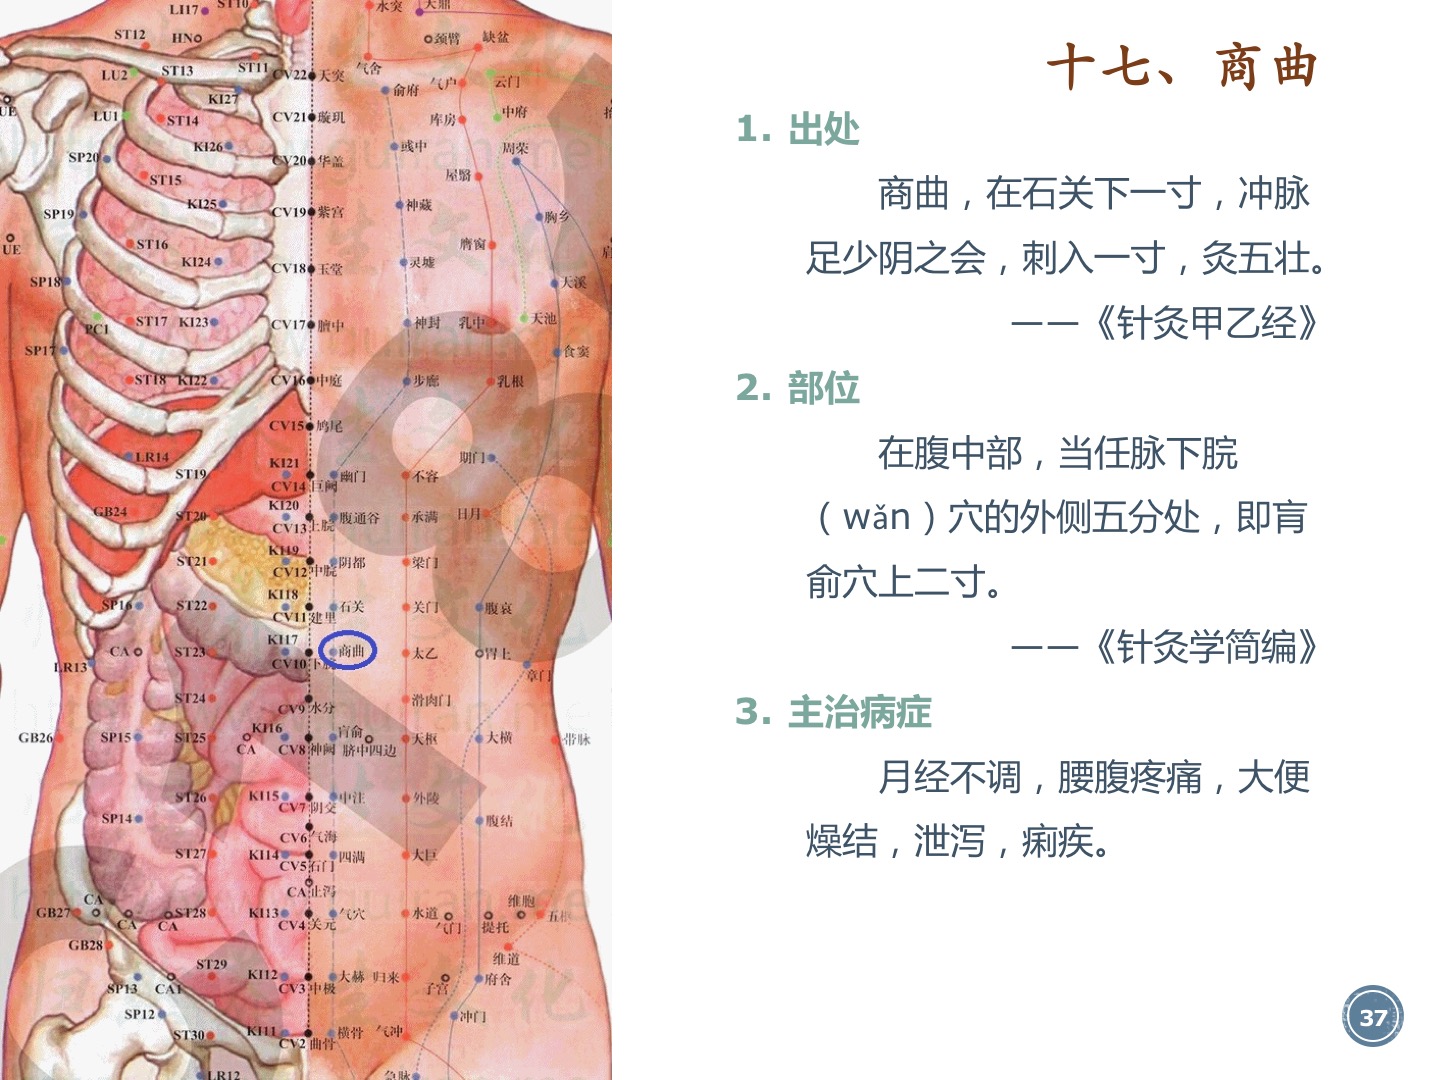 十七、商曲
1. 出处
商曲，在石关下一寸，冲脉
足少阴之会，刺入一寸，灸五壮。
——《针灸甲乙经》
2. 部位
在腹中部，当任脉下脘
（wǎn）穴的外侧五分处，即肓
俞穴上二寸。
——《针灸学简编》
3. 主治病症
月经不调，腰腹疼痛，大便
燥结，泄泻，痢疾。
37
LI17
ST10
水突
天鼎
ST12
HN
颈臂
缺盆
LU2
ST13
ST11
CV22
天突
气舍
气户
云门
KI27
俞府
UE
LU1
ST14
CV21
璇玑
库房
中府
SP20
KI26
CV20
华盖
彧中
周荣
ST15
屋翳
SP19
KI25
CV19
紫宫
神藏
胸乡
UE
ST16
KI24
CV18
玉堂
膺窗
灵墟
SP18
天溪
PC1
ST17
KI23
CV17
膻中
神封
乳中
天池
SP17
食窦
ST18
KI22
CV16
中庭
步廊
乳根
CV15
鸠尾
LR14
KI21
期门
ST19
CV14
巨阙
幽门
不容
GB24
ST20
KI20
CV13
上脘
腹通谷
承满
日月
ST21
KI19
CV12
中脘
阴都
梁门
SP16
ST22
KI18
CV11
建里
石关
关门
腹哀
CA
ST23
KI17
CV10
下脘
商曲
太乙
胃上
LR13
章门
ST24
CV9
水分
滑肉门
GB26
SP15
ST25
KI16
CA
CV8
神阙
肓俞
脐中四边
天枢
大横
带脉
ST26
KI15
CV7
阴交
中注
外陵
SP14
CV6
气海
腹结
ST27
KI14
CV5
石门
四满
大巨
CA
止泻
CA
GB27
CA
CA
ST28
KI13
CV4
关元
气穴
水道
气门
提托
维胞
五枢
GB28
维道
ST29
SP13
CA1
KI12
CV3
中极
大赫
归来
子宫
府舍
SP12
ST30
KI11
CV2
曲骨
横骨
气冲
冲门
LR12
急脉